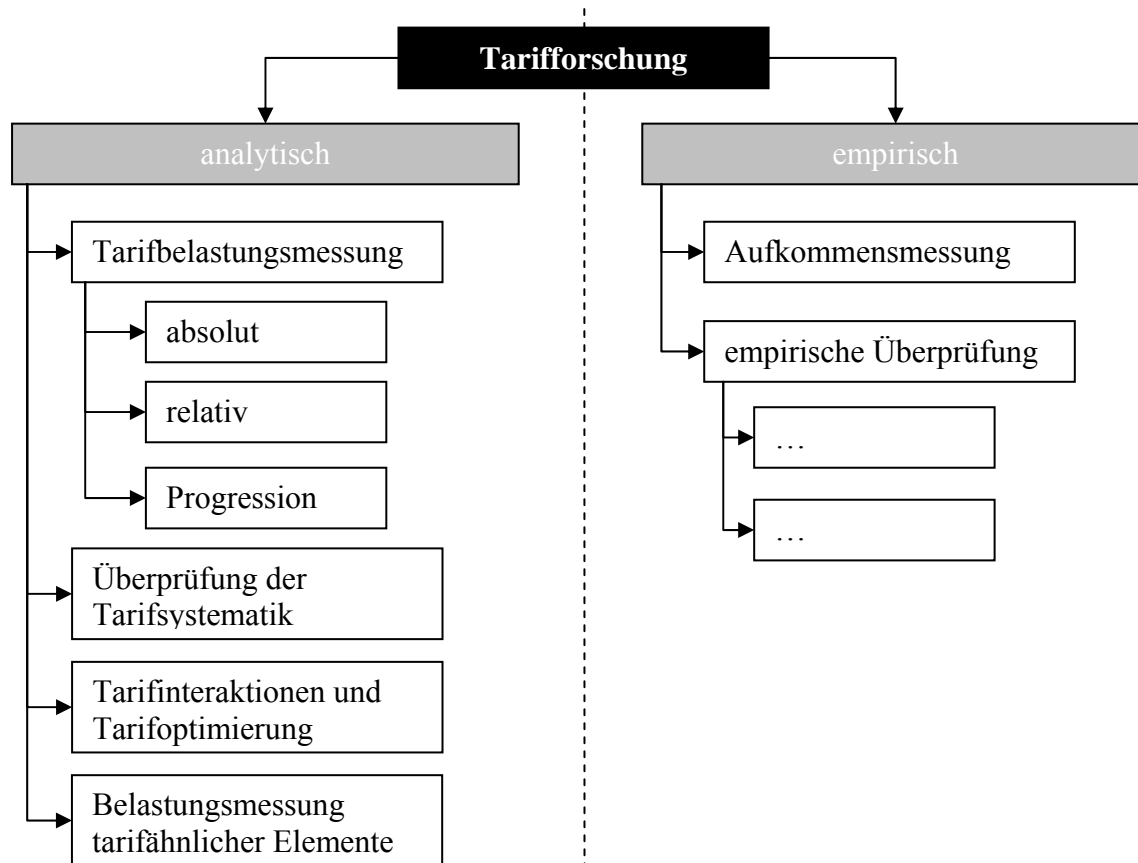 Tarifforschung
analytisch
Tarifbelastungsmessung
absolut
relativ
Progression
Überprüfung der
Tarifsystematik
Tarifinteraktionen und
Tarifoptimierung
Belastungsmessung
tarifähnlicher Elemente
empirisch
Aufkommensmessung
empirische Überprüfung
…
…